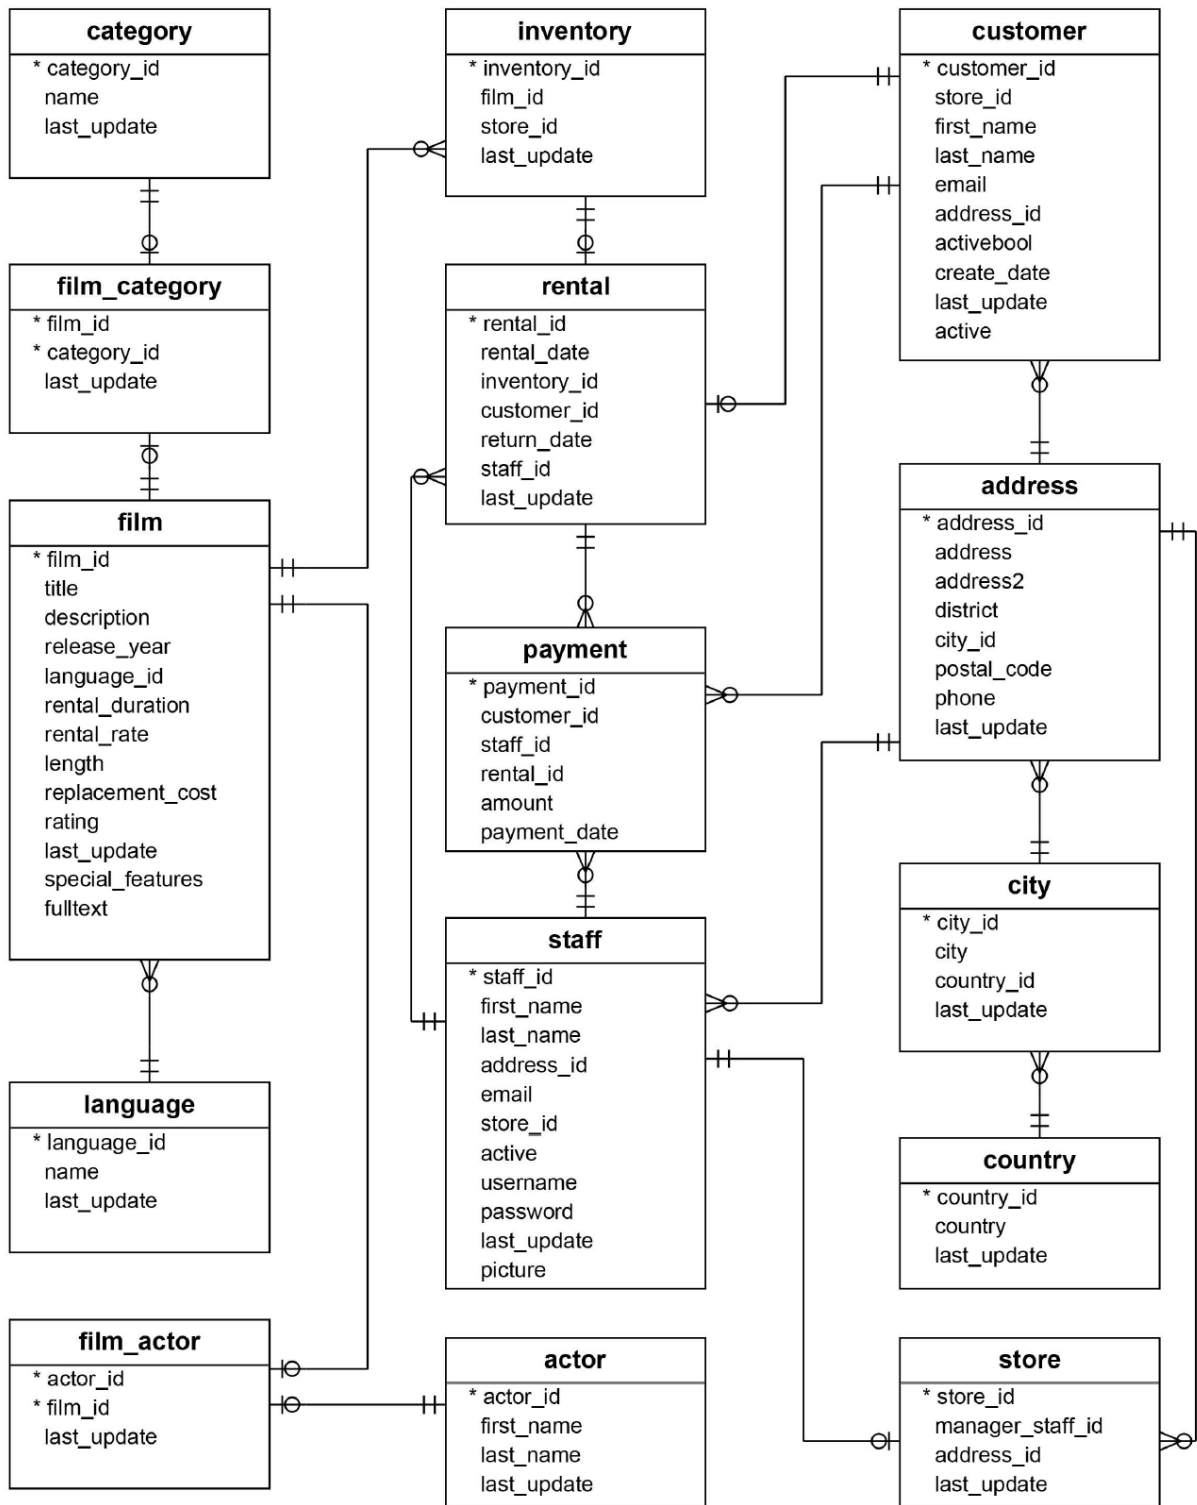 category
* category_id
name
last_update
film_category
* film_id
* category_id
last_update
film
* film_id
title
description
release_year
language_id
rental_duration
rental_rate
length
replacement_cost
rating
last_update
special_features
fulltext
language
* language_id
name
last_update
film_actor
* actor_id
* film_id
last_update
inventory
* inventory_id
film_id
store_id
last_update
rental
* rental_id
rental_date
inventory_id
customer_id
return_date
staff_id
last_update
payment
* payment_id
customer_id
staff_id
rental_id
amount
payment_date
staff
* staff_id
first_name
last_name
address_id
email
store_id
active
username
password
last_update
picture
actor
* actor_id
first_name
last_name
last_update
customer
* customer_id
store_id
first_name
last_name
email
address_id
activebool
create_date
last_update
active
address
* address_id
address
address2
district
city_id
postal_code
phone
last_update
city
* city_id
city
country_id
last_update
country
* country_id
country
last_update
store
* store_id
manager_staff_id
address_id
last_update